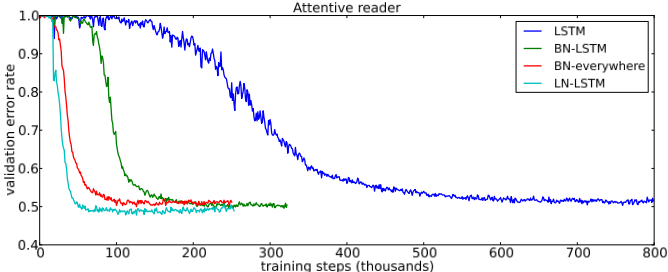 Attentive reader
validation error rate
1.0
0.9
0.8
0.7
0.6
0.5
0.4
LSTM
BN-LSTM
BN-everywhere
LN-LSTM
0 100 200 300 400 500 600 700 800
training steps (thousands)